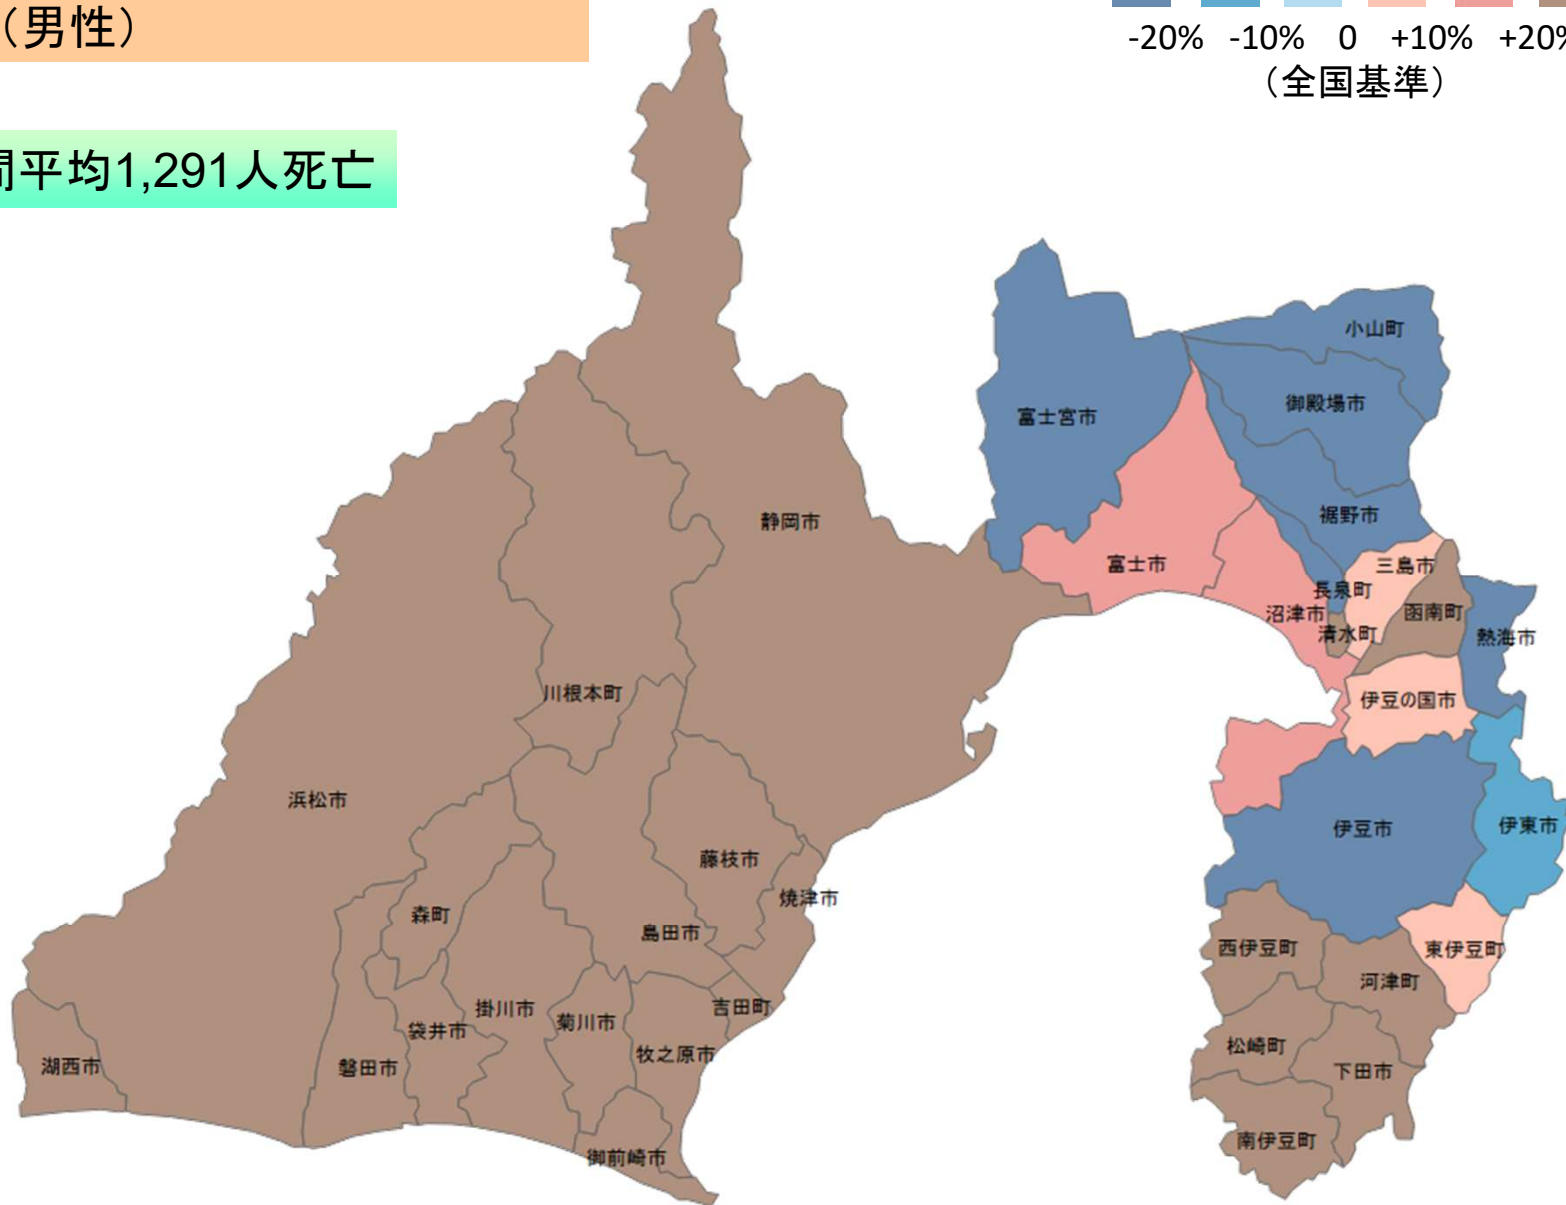 （男性）
-20% -10% 0 +10% +20%
（全国基準）
間平均1,291人死亡
小山町
御殿場市
富士宮市
裾野市
静岡市
富士市
三島市
長泉町
沼津市
函南町
清水町
熱海市
川根本町
伊豆の国市
浜松市
伊東市
伊豆市
藤枝市
焼津市
森町
島田市
西伊豆町
東伊豆町
河津町
掛川市
吉田町
菊川市
袋井市
松崎町
牧之原市
湖西市
磐田市
下田市
南伊豆町
御前崎市